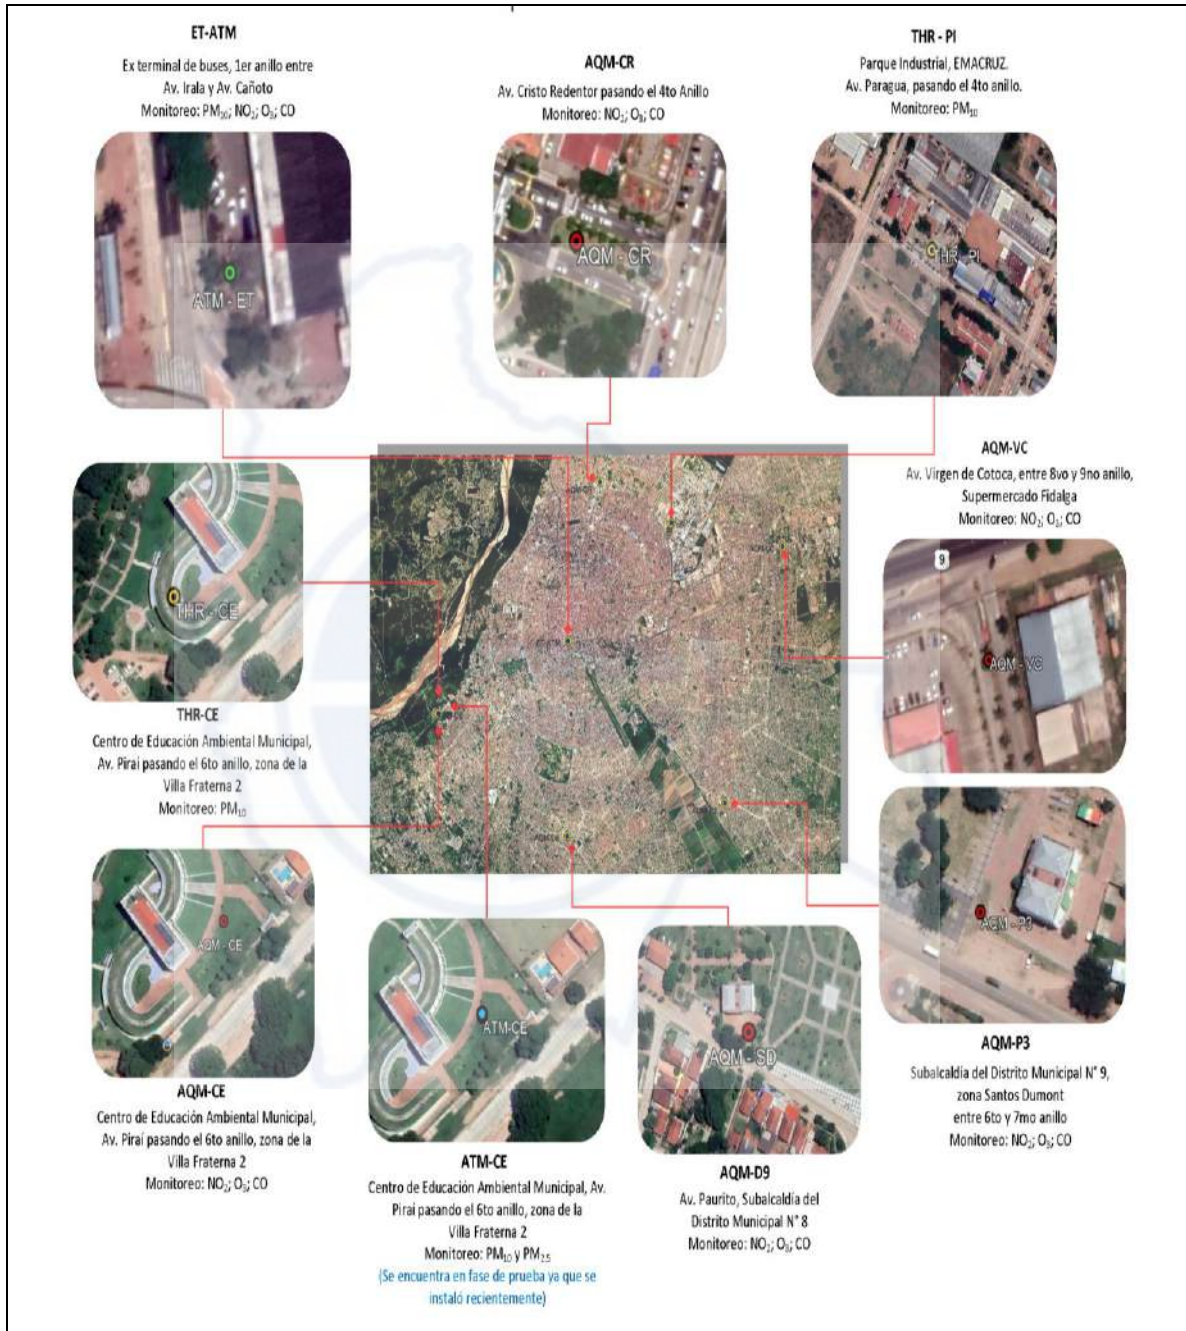 ET-ATM
Ex terminal de buses, 1er anillo entre
Av. Irala y Av. Cañoto
Monitoreo: PM₁₀; NO₂; O₃; CO
ATM - ET
AQM-CR
Av. Cristo Redentor pasando el 4to Anillo
Monitoreo: NO₂; O₃; CO
AQM - CR
THR - PI
Parque Industrial, EMACRUZ.
Av. Paragua, pasando el 4to anillo.
Monitoreo: PM₁₀
THR - PI
AQM-VC
Av. Virgen de Cotoca, entre 8vo y 9no anillo,
Supermercado Fidalga
Monitoreo: NO₂; O₃; CO
9
AQM - VC
THR - CE
THR-CE
Centro de Educación Ambiental Municipal,
Av. Piraí pasando el 6to anillo, zona de la
Villa Fraterna 2
Monitoreo: PM₁₀
AQM - CE
AQM-CE
Centro de Educación Ambiental Municipal,
Av. Piraí pasando el 6to anillo, zona de la
Villa Fraterna 2
Monitoreo: NO₂; O₃; CO
ATM-CE
ATM-CE
Centro de Educación Ambiental Municipal, Av.
Piraí pasando el 6to anillo, zona de la
Villa Fraterna 2
Monitoreo: PM₁₀ y PM₂.₅
(Se encuentra en fase de prueba ya que se
instaló recientemente)
AQM - SD
AQM-D9
Av. Paurito, Subalcaldía del
Distrito Municipal N° 8
Monitoreo: NO₂; O₃; CO
AQM - P3
AQM-P3
Subalcaldía del Distrito Municipal N° 9,
zona Santos Dumont
entre 6to y 7mo anillo
Monitoreo: NO₂; O₃; CO